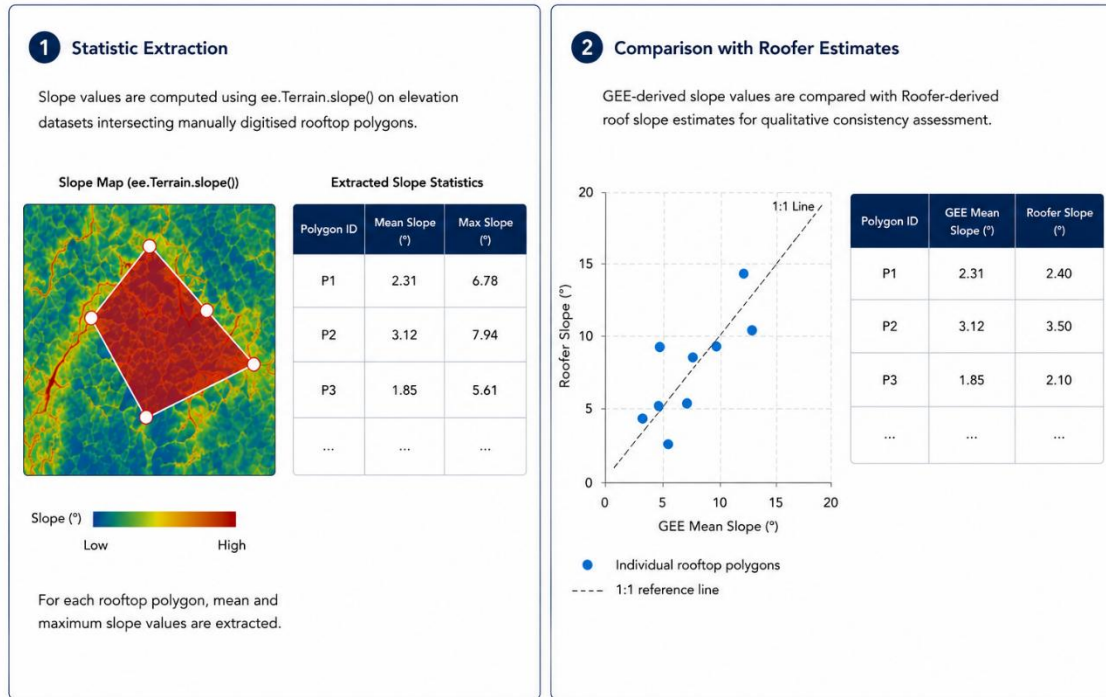 1 Statistic Extraction
Slope values are computed using ee.Terrain.slope() on elevation
datasets intersecting manually digitised rooftop polygons.
Slope Map (ee.Terrain.slope())
Extracted Slope Statistics
Polygon ID Mean Slope (°) Max Slope (°)
P1 2.31 6.78
P2 3.12 7.94
P3 1.85 5.61
... ... ...
Slope (°)
Low High
For each rooftop polygon, mean and
maximum slope values are extracted.
2 Comparison with Roofer Estimates
GEE-derived slope values are compared with Roofer-derived
roof slope estimates for qualitative consistency assessment.
20
15
10
5
0
Roofer Slope (°)
1:1 Line
0 5 10 15 20
GEE Mean Slope (°)
Individual rooftop polygons
1:1 reference line
Polygon ID GEE Mean Slope (°) Roofer Slope (°)
P1 2.31 2.40
P2 3.12 3.50
P3 1.85 2.10
... ... ...